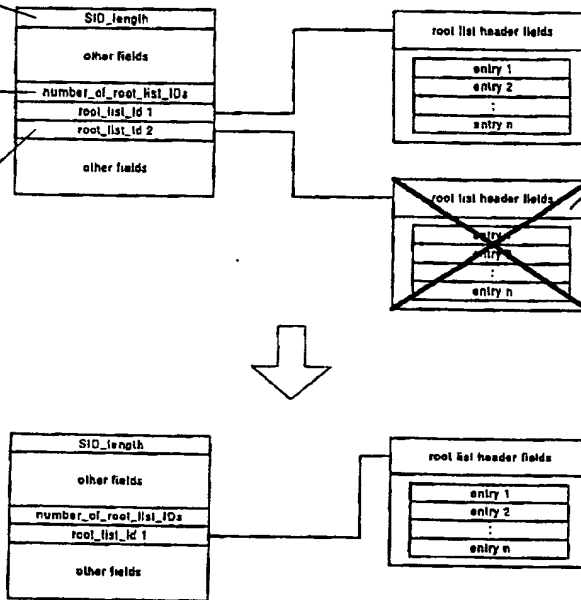 SID_length
other fields
number_of_root_list_IDs
root_list_id 1
root_list_id 2
other fields
root list header fields
entry 1
entry 2
:
entry n
root list header fields
entry
:
entry n
SID_length
other fields
number_of_root_list_IDs
root_list_id 1
other fields
root list header fields
entry 1
entry 2
:
entry n